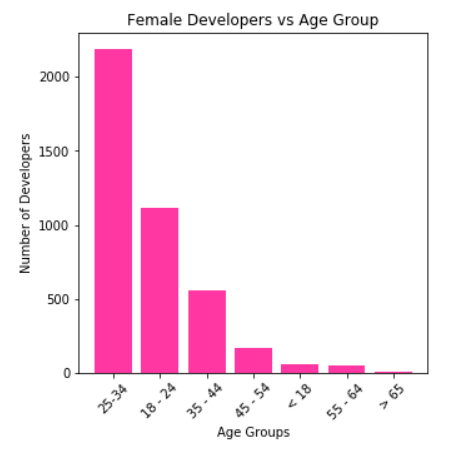 Female Developers vs Age Group
Number of Developers
2000
1500
1000
500
0
25-34
18 - 24
35 - 44
45 - 54
< 18
55 - 64
> 65
Age Groups